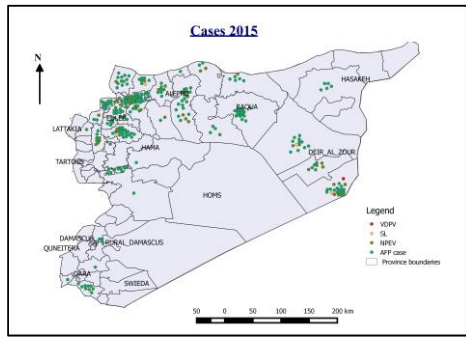 Cases 2015
N
HASAKEH
ALEPPO
RAQUA
IDLEB
LATTAKIA
DEIR_AL_ZOUR
HAMA
TARTOUS
HOMS
DAMASCUS
RURAL_DAMASCUS
QUNEITERA
DARA
SWIEDA
Legend
VDPV
SL
NPEV
AFP case
Province boundaries
50 0 50 100 150 200 km